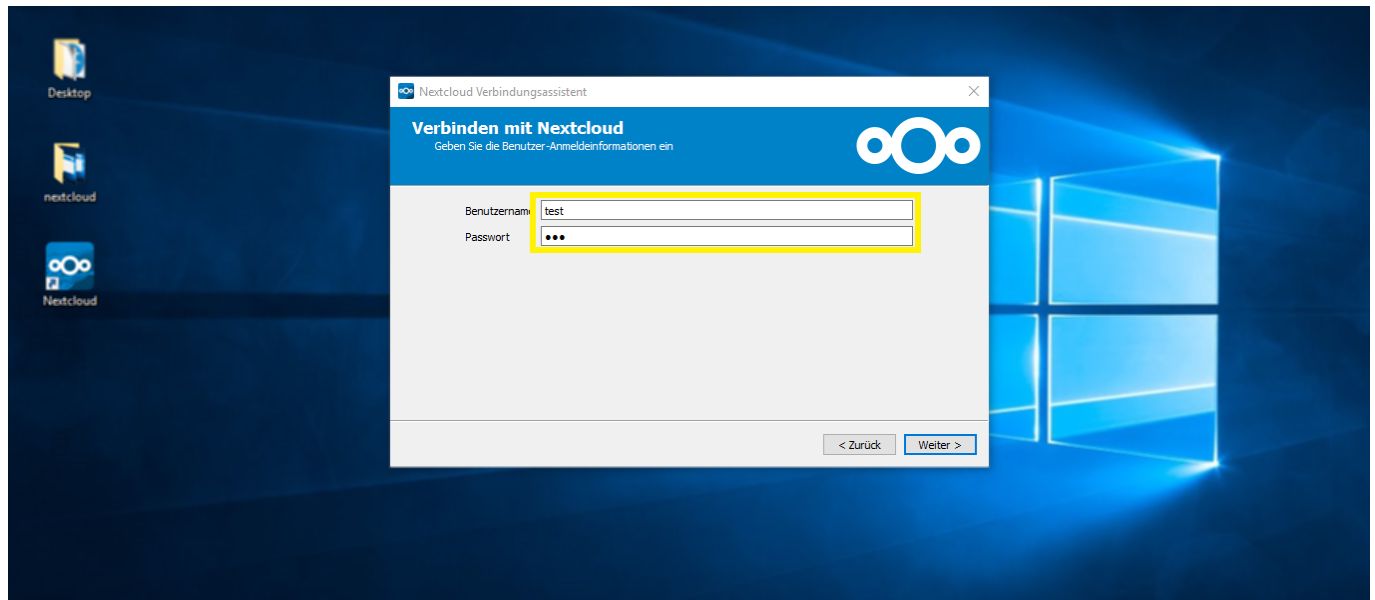 Desktop
nextcloud
Nextcloud
Nextcloud Verbindungsassistent
Verbinden mit Nextcloud
Geben Sie die Benutzer-Anmeldeinformationen ein
Benutzername test
Passwort •••
< Zurück Weiter >